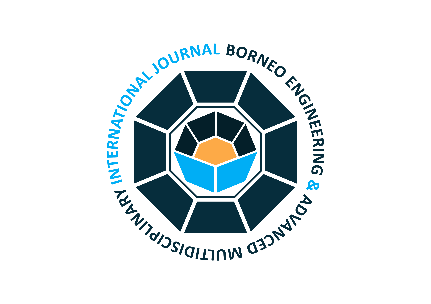 INTERNATIONAL JOURNAL BORNEO ENGINEERING & ADVANCED MULTIDISCIPLINARY